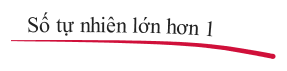 Số tự nhiên lớn hơn 1